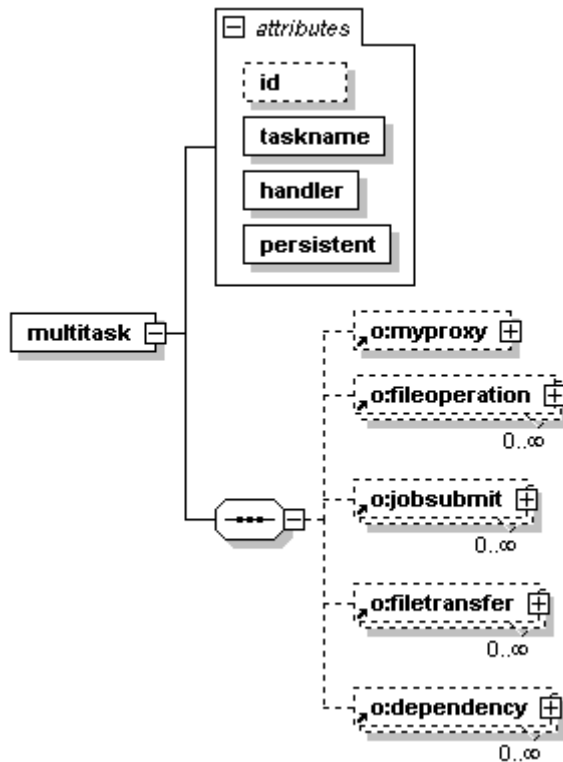 attributes
id
taskname
handler
persistent
multitask
o:myproxy
o:fileoperation
0..∞
o:jobsubmit
0..∞
o:filetransfer
0..∞
o:dependency
0..∞